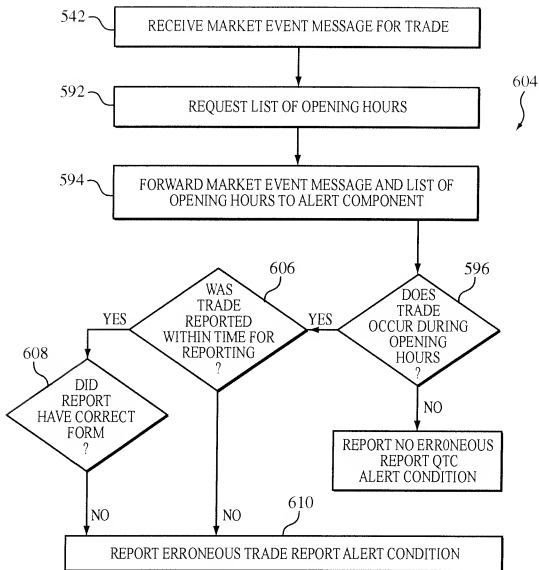 542
RECEIVE MARKET EVENT MESSAGE FOR TRADE
592
REQUEST LIST OF OPENING HOURS
604
594
FORWARD MARKET EVENT MESSAGE AND LIST OF
OPENING HOURS TO ALERT COMPONENT
606
WAS
TRADE
REPORTED
WITHIN TIME FOR
REPORTING
?
596
DOES
TRADE
OCCUR DURING
OPENING
HOURS
?
YES
YES
608
DID
REPORT
HAVE CORRECT
FORM
?
NO
REPORT NO ERRONEOUS
REPORT QTC
ALERT CONDITION
NO
NO
610
REPORT ERRONEOUS TRADE REPORT ALERT CONDITION